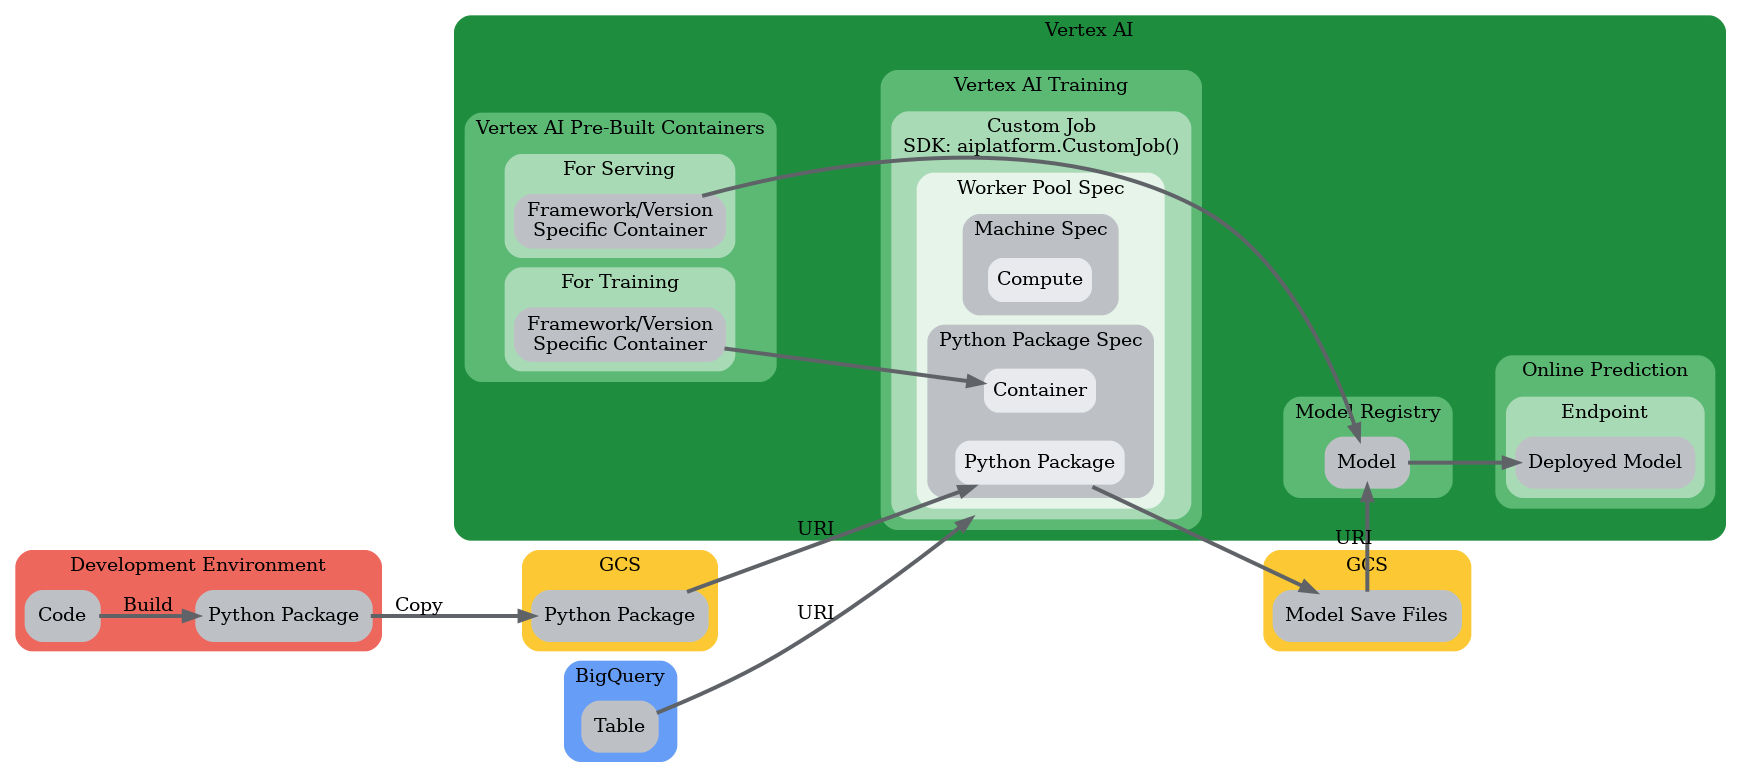 Vertex AI
Vertex AI Training
Vertex AI Pre-Built Containers
Custom Job
SDK: aiplatform.CustomJob()
For Serving
Framework/Version
Specific Container
Worker Pool Spec
Machine Spec
Compute
For Training
Framework/Version
Specific Container
Python Package Spec
Container
Python Package
Model Registry
Model
Online Prediction
Endpoint
Deployed Model
URI
URI
Development Environment
Code
Build
Python Package
Copy
GCS
Python Package
URI
GCS
Model Save Files
BigQuery
Table